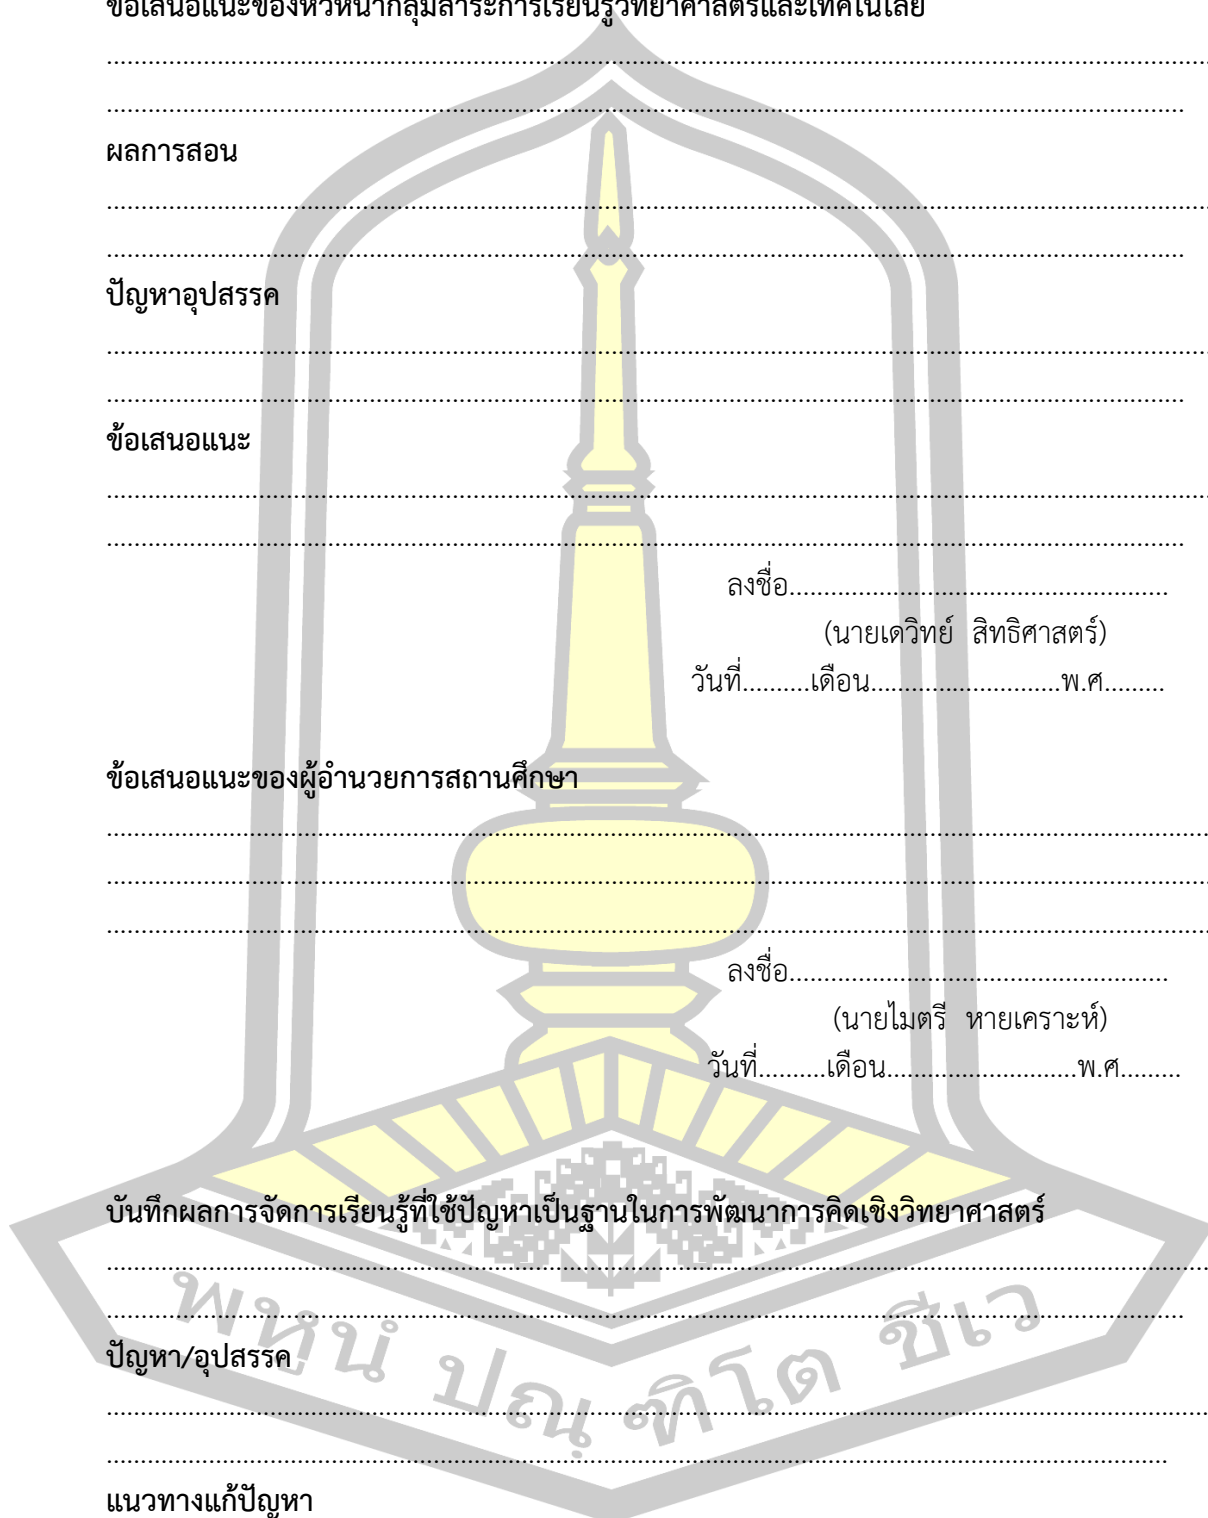 ข้อเสนอแนะของหัวหน้ากลุ่มสาระการเรียนรู้วิทยาศาสตร์และเทคโนโลยี
................................................................................
................................................................................
ผลการสอน
................................................................................
................................................................................
ปัญหาอุปสรรค
................................................................................
................................................................................
ข้อเสนอแนะ
................................................................................
................................................................................
ลงชื่อ.......................................................
(นายเดวิทย์ สิทธิศาสตร์)
วันที่..........เดือน............................พ.ศ.........
ข้อเสนอแนะของผู้อำนวยการสถานศึกษา
................................................................................
................................................................................
................................................................................
ลงชื่อ.......................................................
(นายไมตรี หายเคราะห์)
วันที่..........เดือน............................พ.ศ.........
บันทึกผลการจัดการเรียนรู้ที่ใช้ปัญหาเป็นฐานในการพัฒนาการคิดเชิงวิทยาศาสตร์
................................................................................
................................................................................
พหูนํ ปณฺฑิโต ชีเว
ปัญหา/อุปสรรค
................................................................................
................................................................................
แนวทางแก้ปัญหา